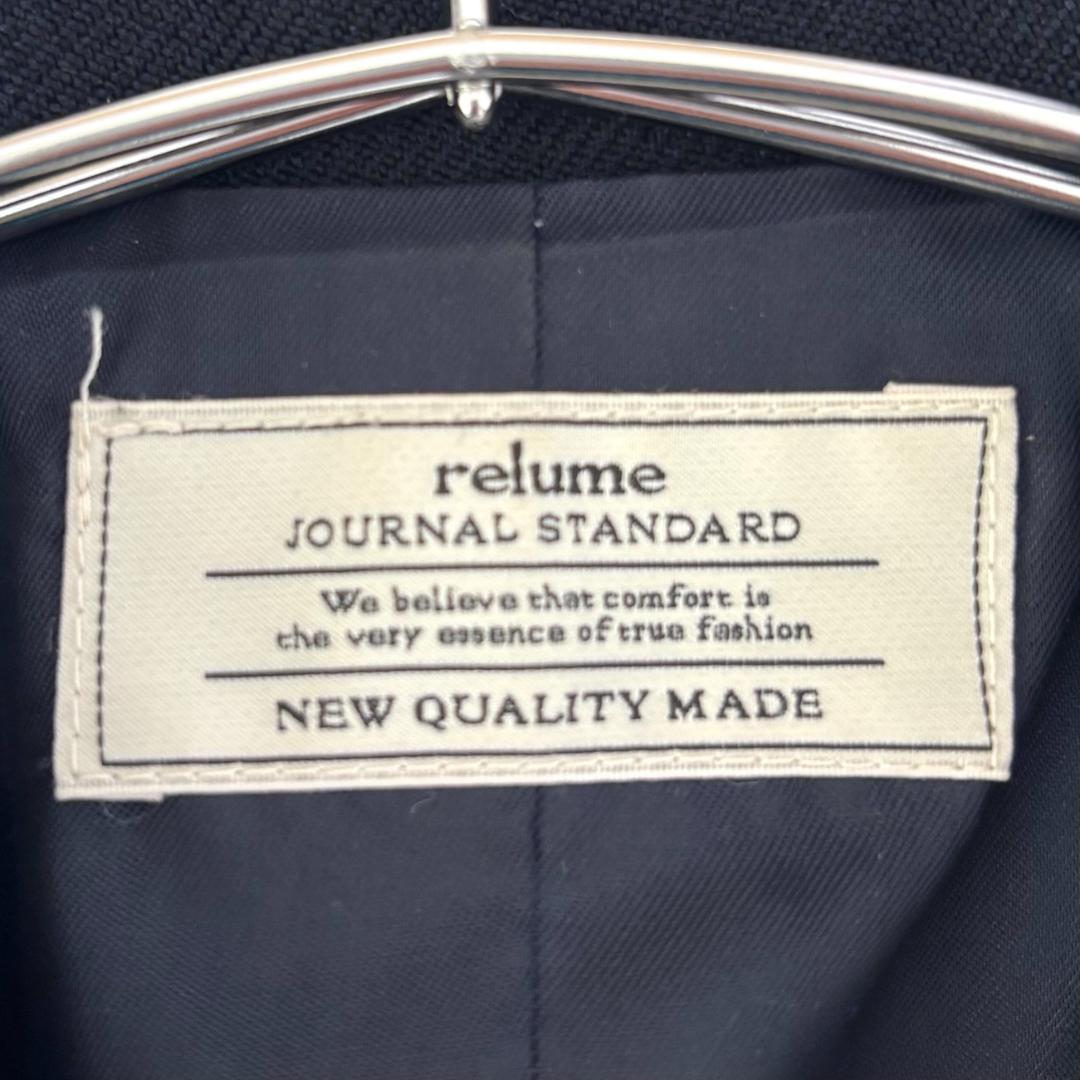 relume
JOURNAL STANDARD
We believe that comfort is
the very essence of true fashion
NEW QUALITY MADE